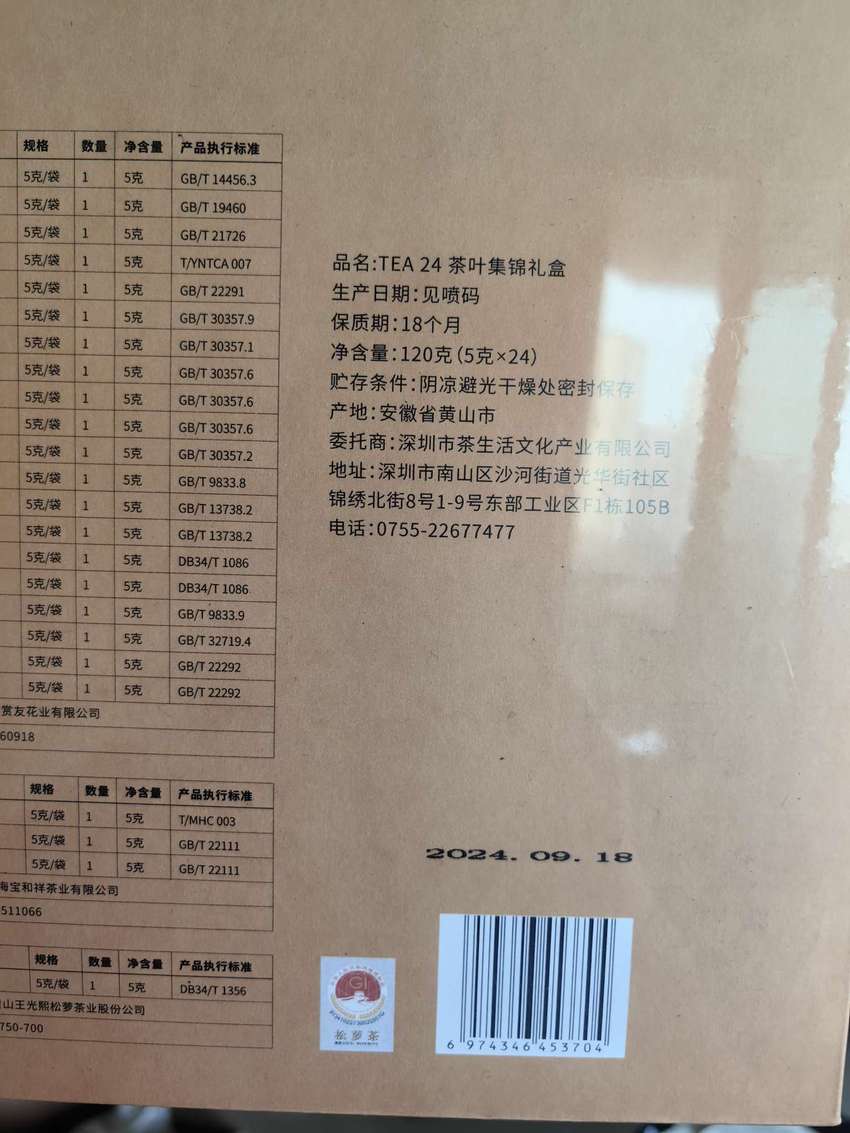 规格 数量 净含量 产品执行标准
5克/袋 1 5克 GB/T 14456.3
5克/袋 1 5克 GB/T 19460
5克/袋 1 5克 GB/T 21726
5克/袋 1 5克 T/YNTCA 007
5克/袋 1 5克 GB/T 22291
5克/袋 1 5克 GB/T 30357.9
5克/袋 1 5克 GB/T 30357.1
5克/袋 1 5克 GB/T 30357.6
5克/袋 1 5克 GB/T 30357.6
5克/袋 1 5克 GB/T 30357.6
5克/袋 1 5克 GB/T 30357.2
5克/袋 1 5克 GB/T 9833.8
5克/袋 1 5克 GB/T 13738.2
5克/袋 1 5克 GB/T 13738.2
5克/袋 1 5克 DB34/T 1086
5克/袋 1 5克 DB34/T 1086
5克/袋 1 5克 GB/T 9833.9
5克/袋 1 5克 GB/T 32719.4
5克/袋 1 5克 GB/T 22292
5克/袋 1 5克 GB/T 22292
赏友花业有限公司
60918
规格 数量 净含量 产品执行标准
5克/袋 1 5克 T/MHC 003
5克/袋 1 5克 GB/T 22111
5克/袋 1 5克 GB/T 22111
海宝和祥茶业有限公司
511066
规格 数量 净含量 产品执行标准
5克/袋 1 5克 DB34/T 1356
山王光熙松萝茶业股份公司
750-700
品名:TEA 24 茶叶集锦礼盒
生产日期:见喷码
保质期:18个月
净含量:120克(5克×24)
贮存条件:阴凉避光干燥处密封保存
产地:安徽省黄山市
委托商:深圳市茶生活文化产业有限公司
地址:深圳市南山区沙河街道光华街社区
锦绣北街8号1-9号东部工业区F1栋105B
电话:0755-22677477
2024.09.18
GI
6 974346 453704